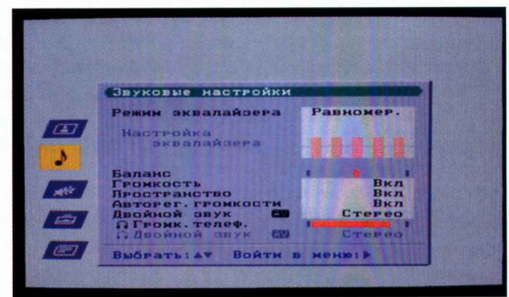 Звуковые настройки
Режим эквалайзера Равномер.
Настройка
эквалайзера
Баланс
Громкость Вкл
Пространство Вкл
Авторег.громкости Вкл
Двойной звук Стерео
Громк.телеф.
Двойной звук AV Стерео
Выбрать: Войти в меню: